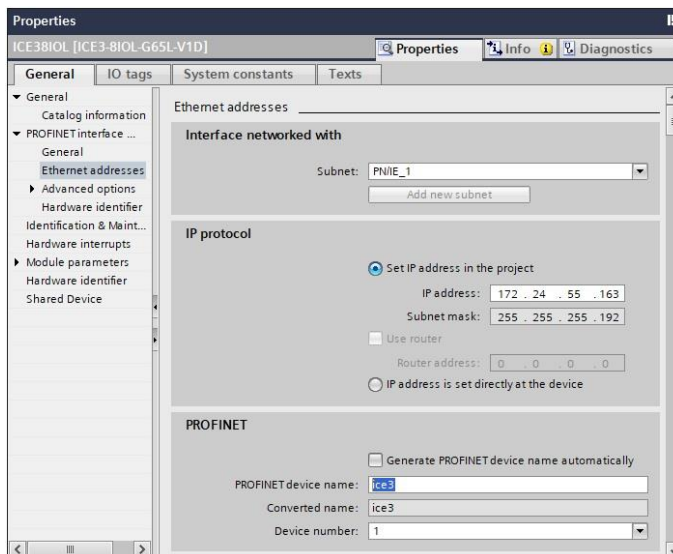 Properties
ICE38IOL [ICE3-8IOL-G65L-V1D]
Properties
Info
Diagnostics
General
IO tags
System constants
Texts
General
Catalog information
PROFINET interface ...
General
Ethernet addresses
Advanced options
Hardware identifier
Identification & Maint...
Hardware interrupts
Module parameters
Hardware identifier
Shared Device
Ethernet addresses
Interface networked with
Subnet: PN/IE_1
Add new subnet
IP protocol
Set IP address in the project
IP address: 172 . 24 . 55 . 163
Subnet mask: 255 . 255 . 255 . 192
Use router
Router address: 0 . 0 . 0 . 0
IP address is set directly at the device
PROFINET
Generate PROFINET device name automatically
PROFINET device name: ice3
Converted name: ice3
Device number: 1